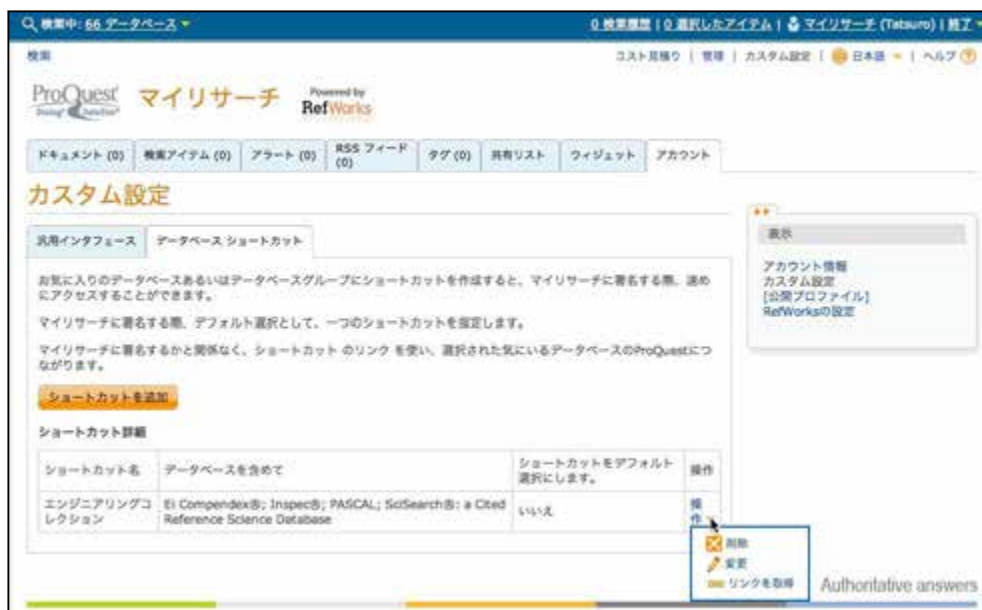 検索中: 66 データベース
0 検索履歴 | 0 選択したアイテム | マイリサーチ (Tatsuro) | 終了
検索
コスト見積り | 管理 | カスタム設定 | 日本語 | ヘルプ
ProQuest
マイリサーチ
Powered by
RefWorks
ドキュメント (0)
検索アイテム (0)
アラート (0)
RSS フィード
(0)
タグ (0)
共有リスト
ウィジェット
アカウント
カスタム設定
汎用インタフェース
データベース ショートカット
お気に入りのデータベースあるいはデータベースグループにショートカットを作成すると、マイリサーチに署名する際、速め
にアクセスすることができます。
マイリサーチに署名する際、デフォルト選択として、一つのショートカットを指定します。
マイリサーチに署名するかと関係なく、ショートカット のリンク を使い、選択された気にいるデータベースのProQuestにつ
ながります。
ショートカットを追加
ショートカット詳細
ショートカット名
データベースを含めて
ショートカットをデフォルト
選択にします。
操作
エンジニアリングコ
レクション
Ei Compendex®; Inspec®; PASCAL; SciSearch®: a Cited
Reference Science Database
いいえ
操
作
削除
変更
リンクを取得
表示
アカウント情報
カスタム設定
[公開プロファイル]
RefWorksの設定
Authoritative answers